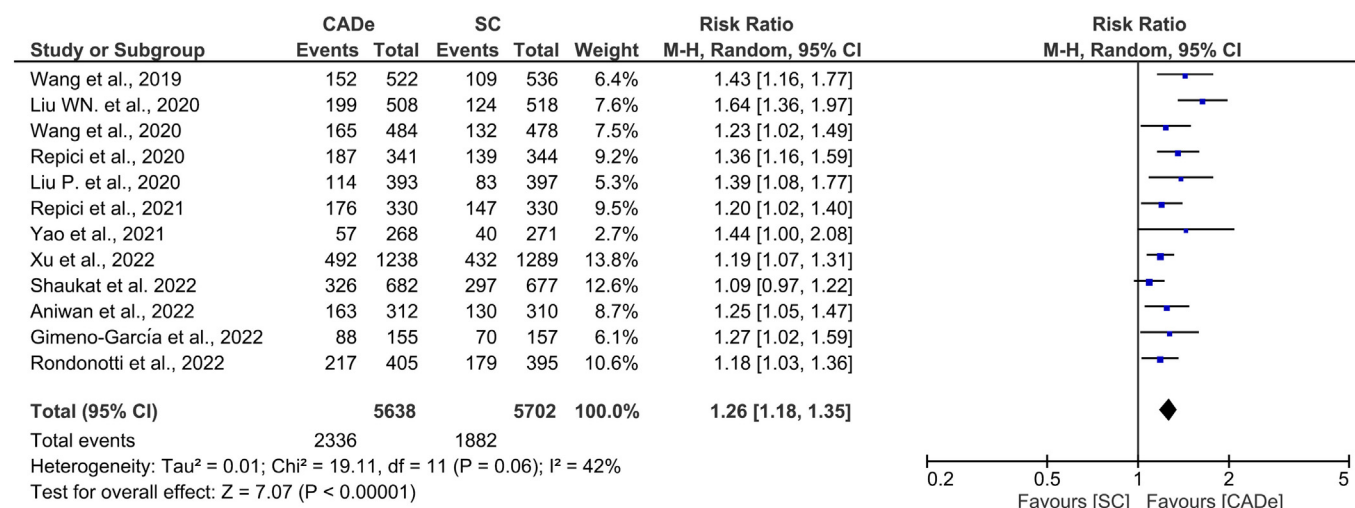 CADe SC Risk Ratio Risk Ratio
Study or Subgroup Events Total Events Total Weight M-H, Random, 95% CI M-H, Random, 95% CI
Wang et al., 2019 152 522 109 536 6.4% 1.43 [1.16, 1.77]
Liu WN. et al., 2020 199 508 124 518 7.6% 1.64 [1.36, 1.97]
Wang et al., 2020 165 484 132 478 7.5% 1.23 [1.02, 1.49]
Repici et al., 2020 187 341 139 344 9.2% 1.36 [1.16, 1.59]
Liu P. et al., 2020 114 393 83 397 5.3% 1.39 [1.08, 1.77]
Repici et al., 2021 176 330 147 330 9.5% 1.20 [1.02, 1.40]
Yao et al., 2021 57 268 40 271 2.7% 1.44 [1.00, 2.08]
Xu et al., 2022 492 1238 432 1289 13.8% 1.19 [1.07, 1.31]
Shaukat et al. 2022 326 682 297 677 12.6% 1.09 [0.97, 1.22]
Aniwan et al., 2022 163 312 130 310 8.7% 1.25 [1.05, 1.47]
Gimeno-García et al., 2022 88 155 70 157 6.1% 1.27 [1.02, 1.59]
Rondonotti et al., 2022 217 405 179 395 10.6% 1.18 [1.03, 1.36]
Total (95% CI) 5638 5702 100.0% 1.26 [1.18, 1.35]
Total events 2336 1882
Heterogeneity: Tau² = 0.01; Chi² = 19.11, df = 11 (P = 0.06); I² = 42%
Test for overall effect: Z = 7.07 (P < 0.00001)
0.2 0.5 1 2 5
Favours [SC] Favours [CADe]